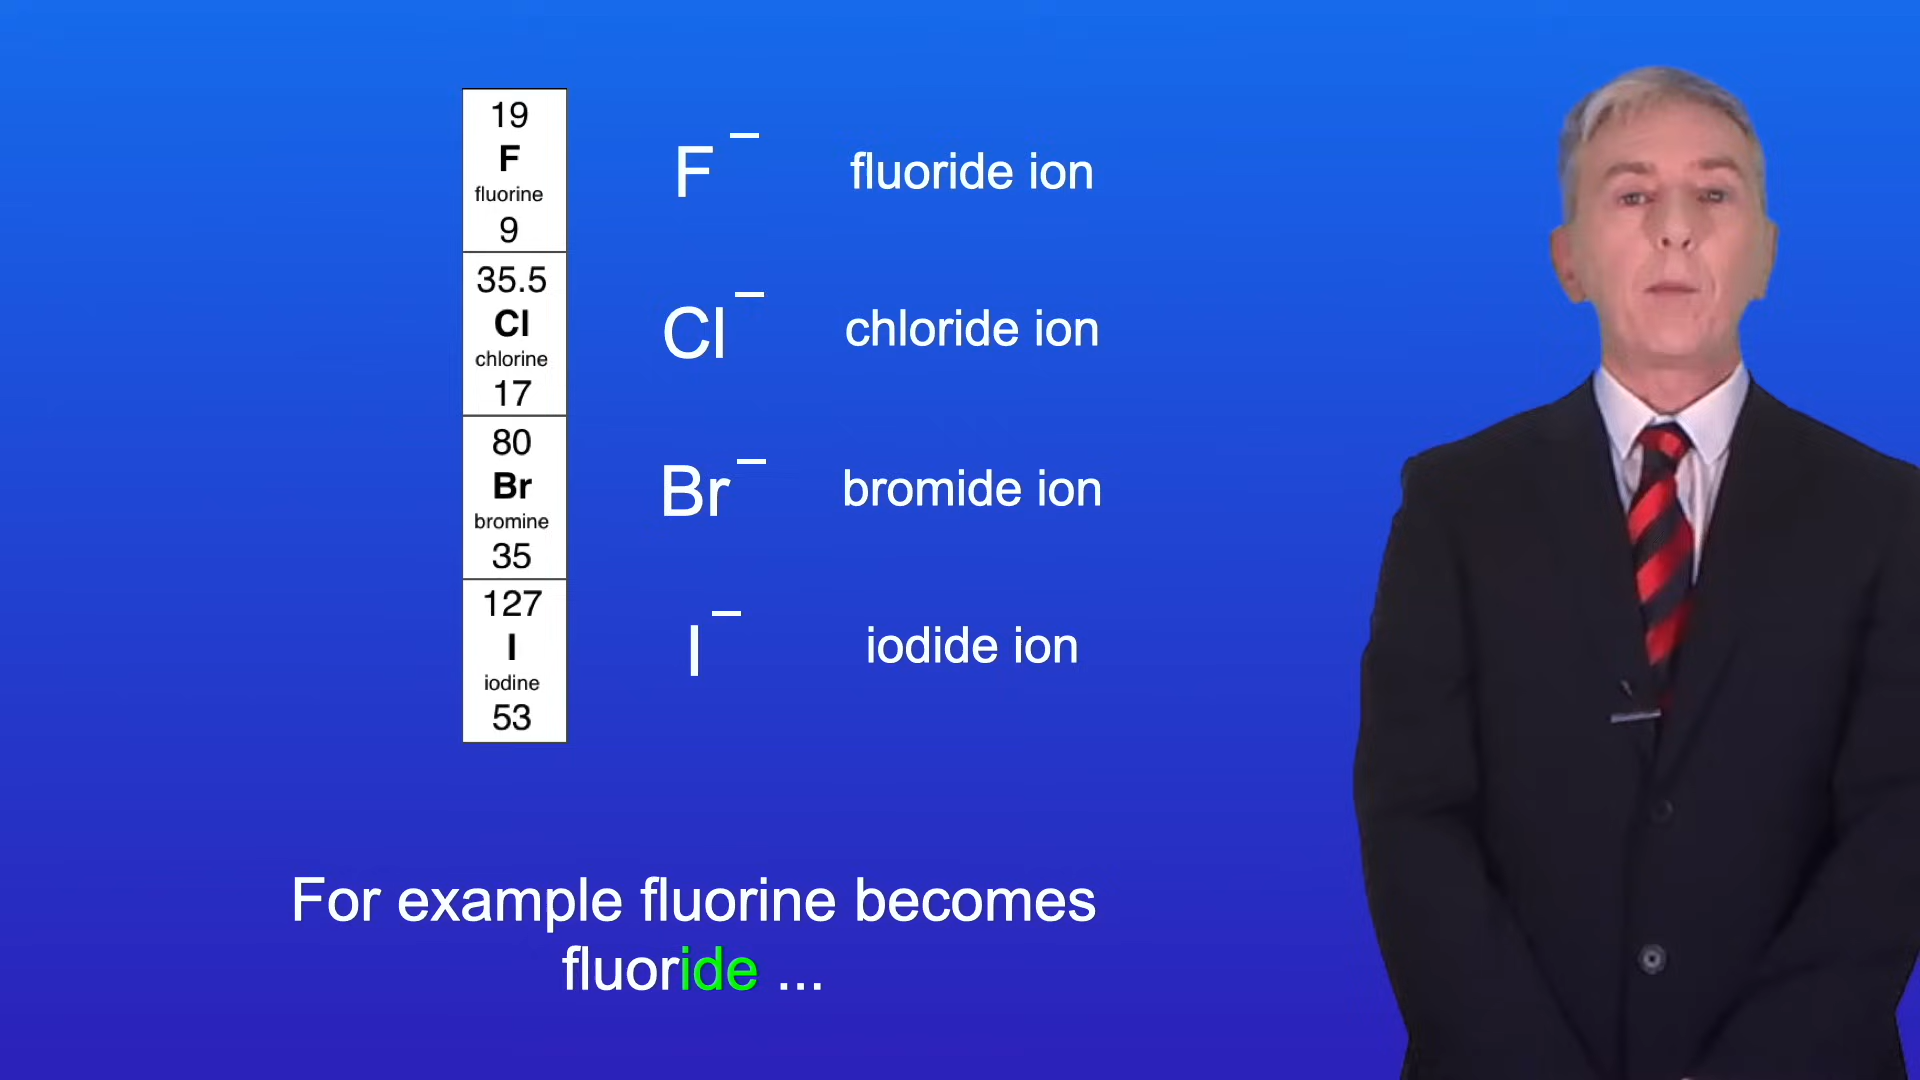 19
F
fluorine
9
F⁻ fluoride ion
35.5
Cl
chlorine
17
Cl⁻ chloride ion
80
Br
bromine
35
Br⁻ bromide ion
127
I
iodine
53
I⁻ iodide ion
For example fluorine becomes
fluoride ...